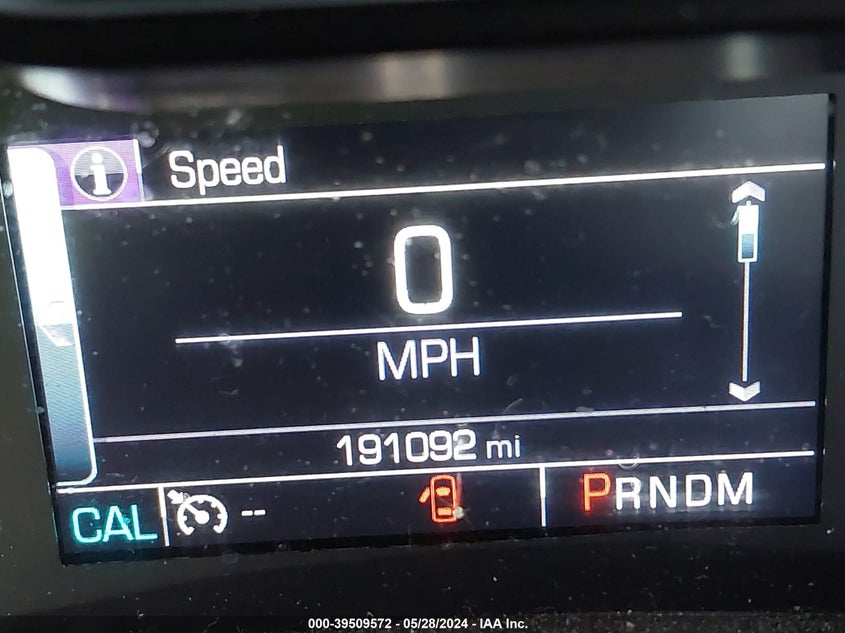 i Speed
0
MPH
191092 mi
CAL -- PRNDM
000-39509572 - 05/28/2024 - IAA Inc.